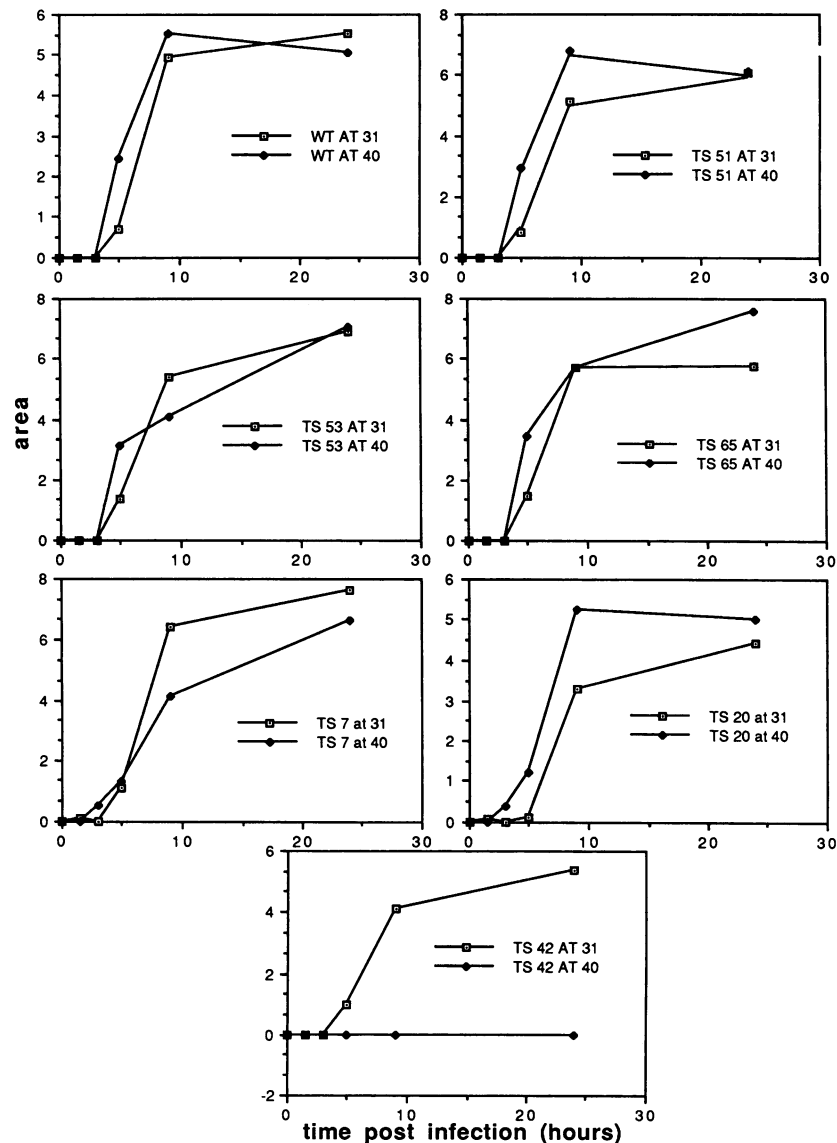 6
5
4
3
2
1
0
0 10 20 30
WT AT 31
WT AT 40
8
6
4
2
0
0 10 20 30
TS 51 AT 31
TS 51 AT 40
area
8
6
4
2
0
0 10 20 30
TS 53 AT 31
TS 53 AT 40
8
6
4
2
0
0 10 20 30
TS 65 AT 31
TS 65 AT 40
8
6
4
2
0
0 10 20 30
TS 7 at 31
TS 7 at 40
6
5
4
3
2
1
0
0 10 20 30
TS 20 at 31
TS 20 at 40
6
4
2
0
-2
0 10 20 30
TS 42 AT 31
TS 42 AT 40
time post infection (hours)